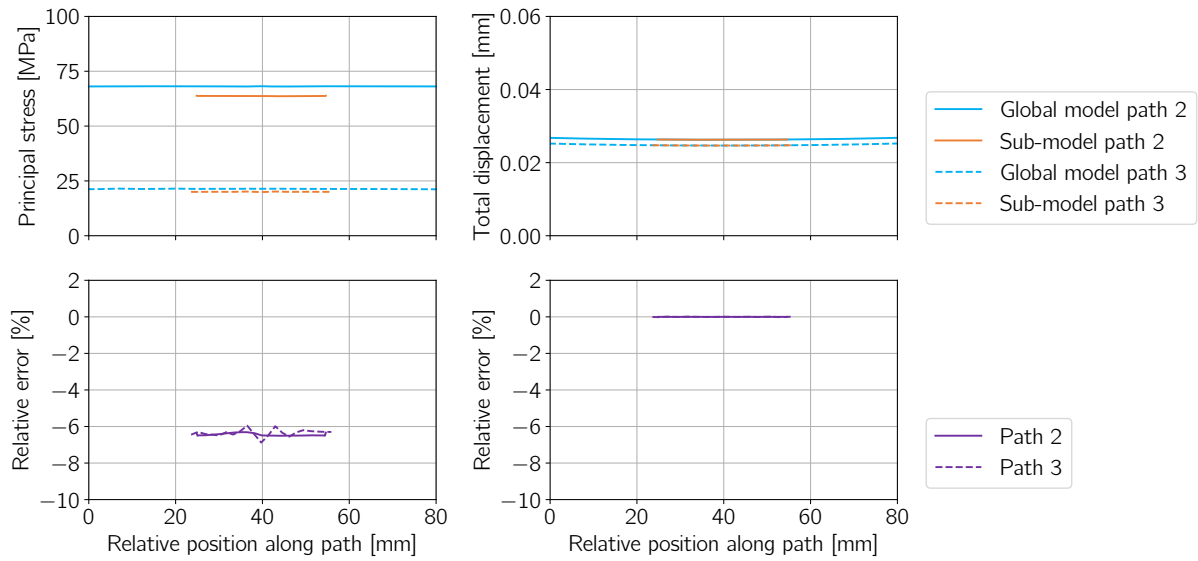 Principal stress [MPa]
100
75
50
25
0
Total displacement [mm]
0.06
0.04
0.02
0.00
Global model path 2
Sub-model path 2
Global model path 3
Sub-model path 3
Relative error [%]
2
0
−2
−4
−6
−8
−10
0 20 40 60 80
Relative position along path [mm]
Relative error [%]
2
0
−2
−4
−6
−8
−10
0 20 40 60 80
Relative position along path [mm]
Path 2
Path 3